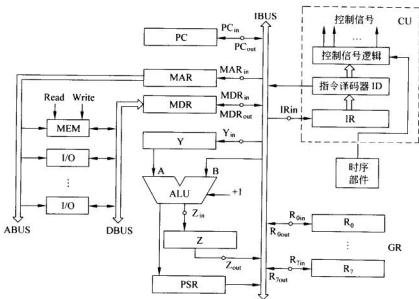 IBUS
CU
控制信号
…
控制信号逻辑
指令译码器 ID
IR
IRin
时序
部件
PC
PCin
PCout
MAR
MARin
MDR
MDRin
MDRout
Read Write
MEM
I/O
⋮
I/O
ABUS
DBUS
Y
Yin
A
B
ALU
+1
Zin
Z
Zout
PSR
R0in
R0out
R0
⋮
GR
R7in
R7out
R7